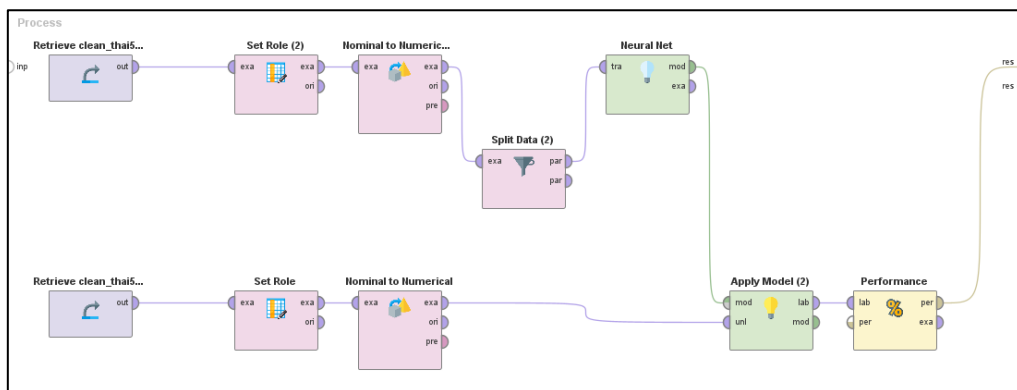 Process
inp
Retrieve clean_thai5...
out
Set Role (2)
exa exa
ori
Nominal to Numeric...
exa exa
ori
pre
Split Data (2)
exa par
par
Neural Net
tra mod
exa
res
res
Retrieve clean_thai5...
out
Set Role
exa exa
ori
Nominal to Numerical
exa exa
ori
pre
Apply Model (2)
mod lab
unl mod
Performance
lab per
per exa